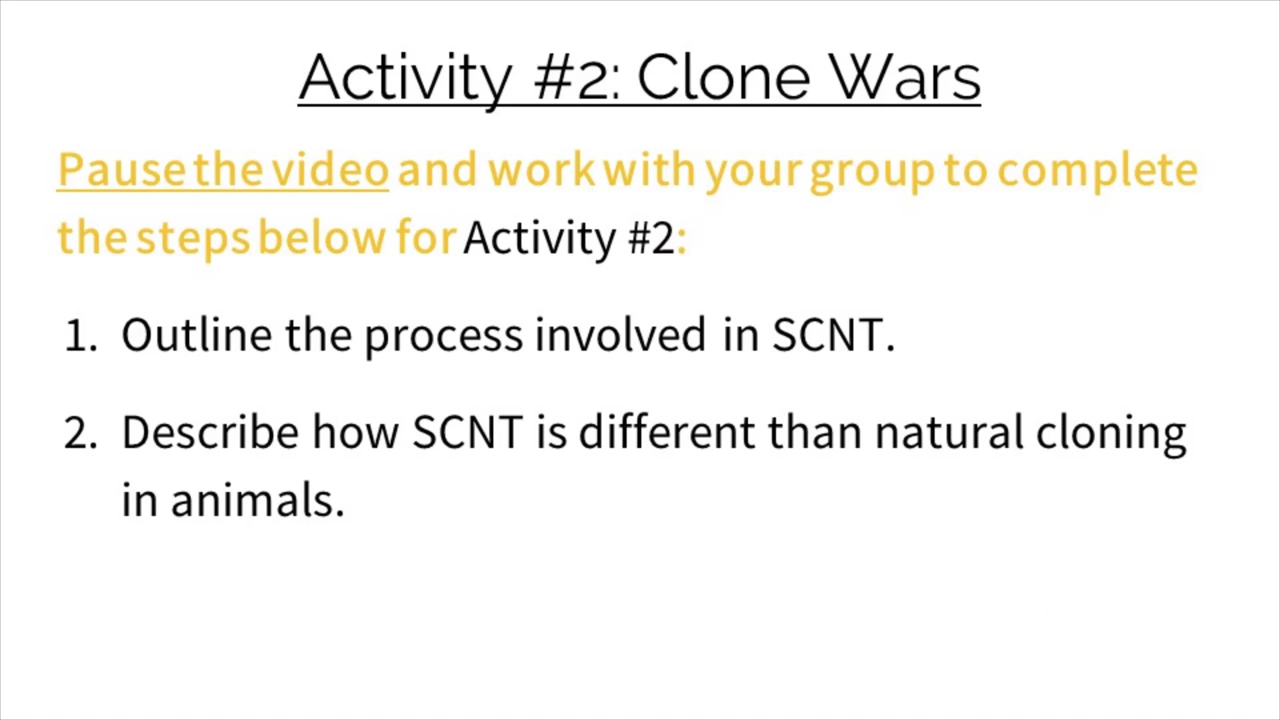 Activity #2: Clone Wars
Pause the video and work with your group to complete
the steps below for Activity #2:
1. Outline the process involved in SCNT.
2. Describe how SCNT is different than natural cloning
in animals.